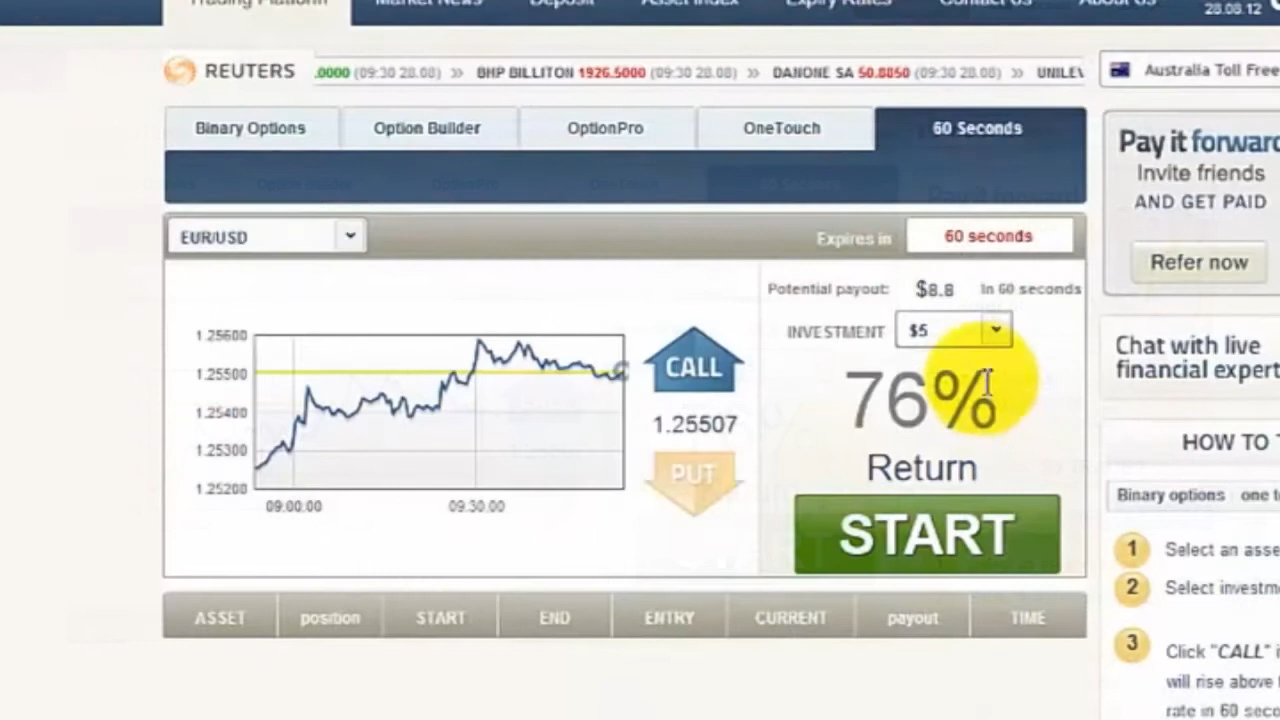 Trading Platform Market News Deposit Asset Index Expiry Rates Contact Us About Us
28.08.12
REUTERS .0000 (09:30 28.08) » BHP BILLITON 1926.5000 (09:30 28.08) » DANONE SA 50.8050 (09:30 28.08) » UNILEV
Australia Toll Free
Binary Options Option Builder OptionPro OneTouch 60 Seconds
Pay it forward
Invite friends
AND GET PAID
Refer now
EUR/USD Expires in 60 seconds
Potential payout: $8.8 In 60 seconds
INVESTMENT $5
76%
Return
START
1.25600
1.25500
1.25400
1.25300
1.25200
09:00:00 09:30:00
CALL
1.25507
PUT
Chat with live
financial expert
HOW TO T
Binary options one t
1 Select an asse
2 Select investme
3 Click "CALL" i
will rise above t
rate in 60 seco
ASSET position START END ENTRY CURRENT payout TIME